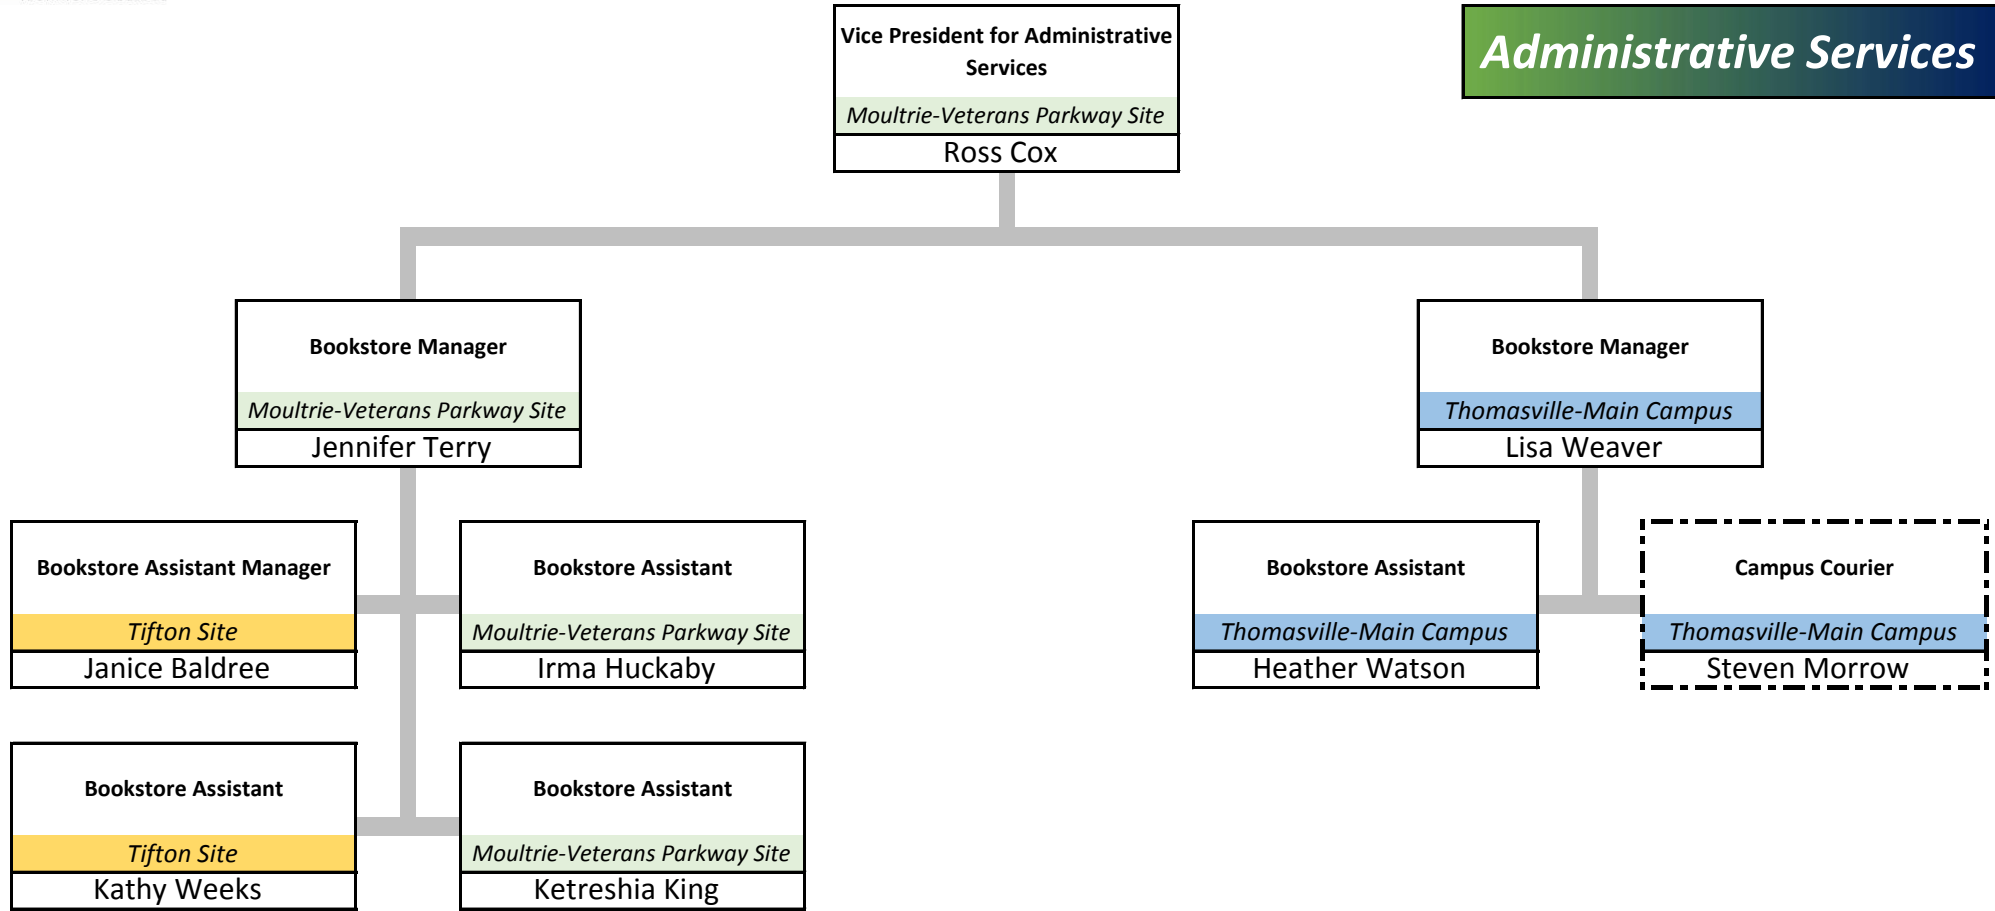 Vice President for Administrative
Services
Moultrie-Veterans Parkway Site
Ross Cox
Administrative Services
Bookstore Manager
Moultrie-Veterans Parkway Site
Jennifer Terry
Bookstore Manager
Thomasville-Main Campus
Lisa Weaver
Bookstore Assistant Manager
Tifton Site
Janice Baldree
Bookstore Assistant
Moultrie-Veterans Parkway Site
Irma Huckaby
Bookstore Assistant
Thomasville-Main Campus
Heather Watson
Campus Courier
Thomasville-Main Campus
Steven Morrow
Bookstore Assistant
Tifton Site
Kathy Weeks
Bookstore Assistant
Moultrie-Veterans Parkway Site
Ketreshia King